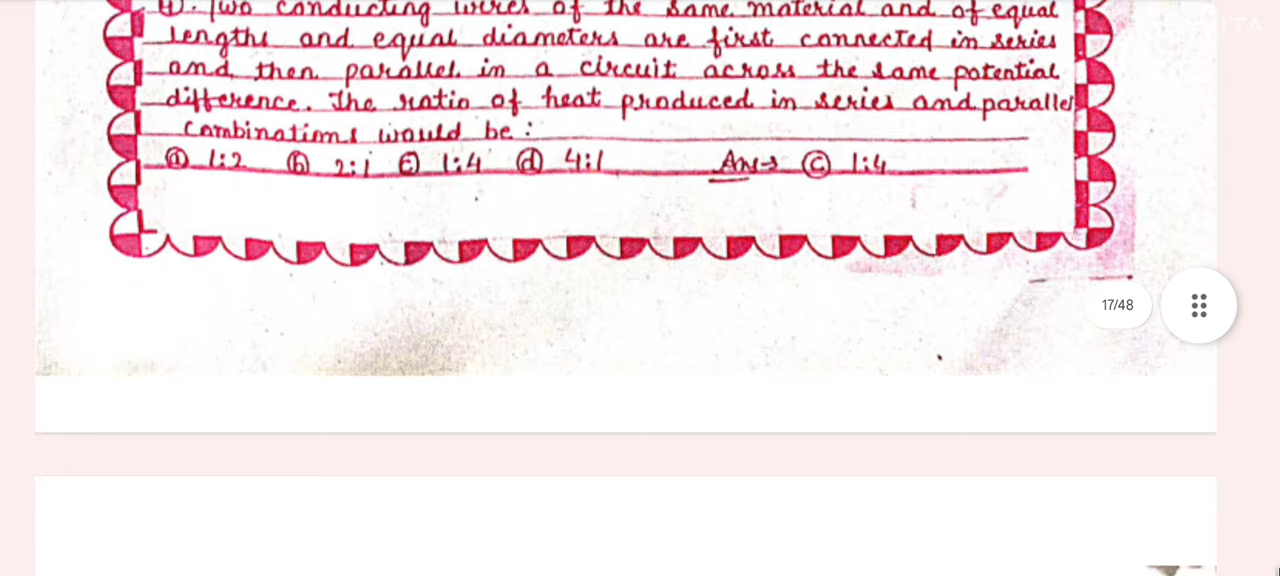 4). Two conducting wires of the same material and of equal
lengths and equal diameters are first connected in series
and then parallel in a circuit across the same potential
difference. The ratio of heat produced in series and parallel
combinations would be :
ⓐ 1:2 ⓑ 2:1 ⓒ 1:4 ⓓ 4:1 Ans→ ⓒ 1:4
17/48